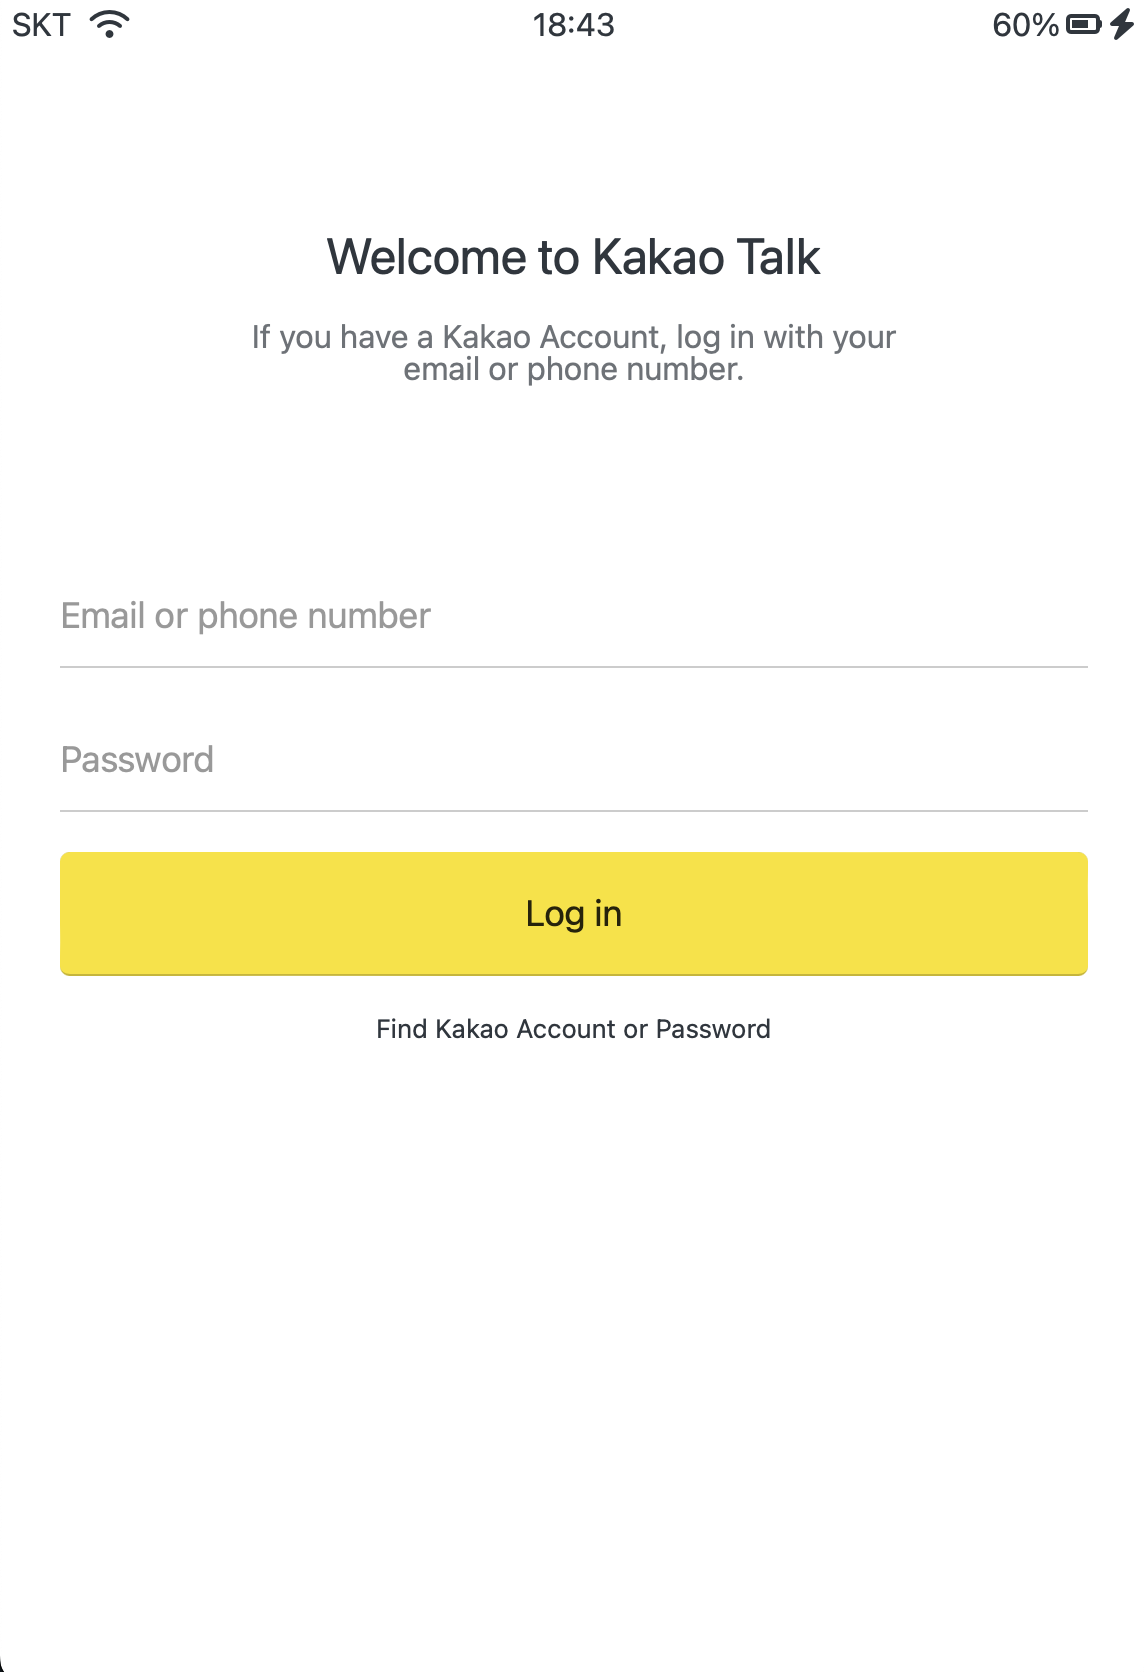 SKT
18:43
60%
Welcome to Kakao Talk
If you have a Kakao Account, log in with your
email or phone number.
Email or phone number
Password
Log in
Find Kakao Account or Password